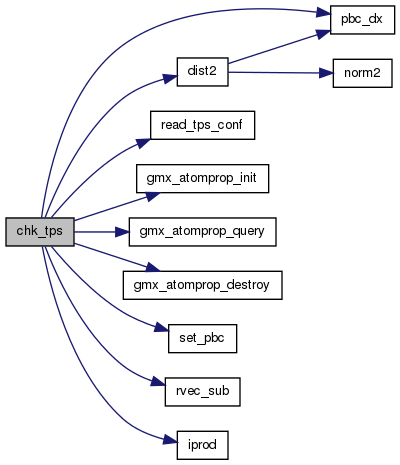 pbc_dx
dist2
norm2
read_tps_conf
gmx_atomprop_init
chk_tps
gmx_atomprop_query
gmx_atomprop_destroy
set_pbc
rvec_sub
iprod